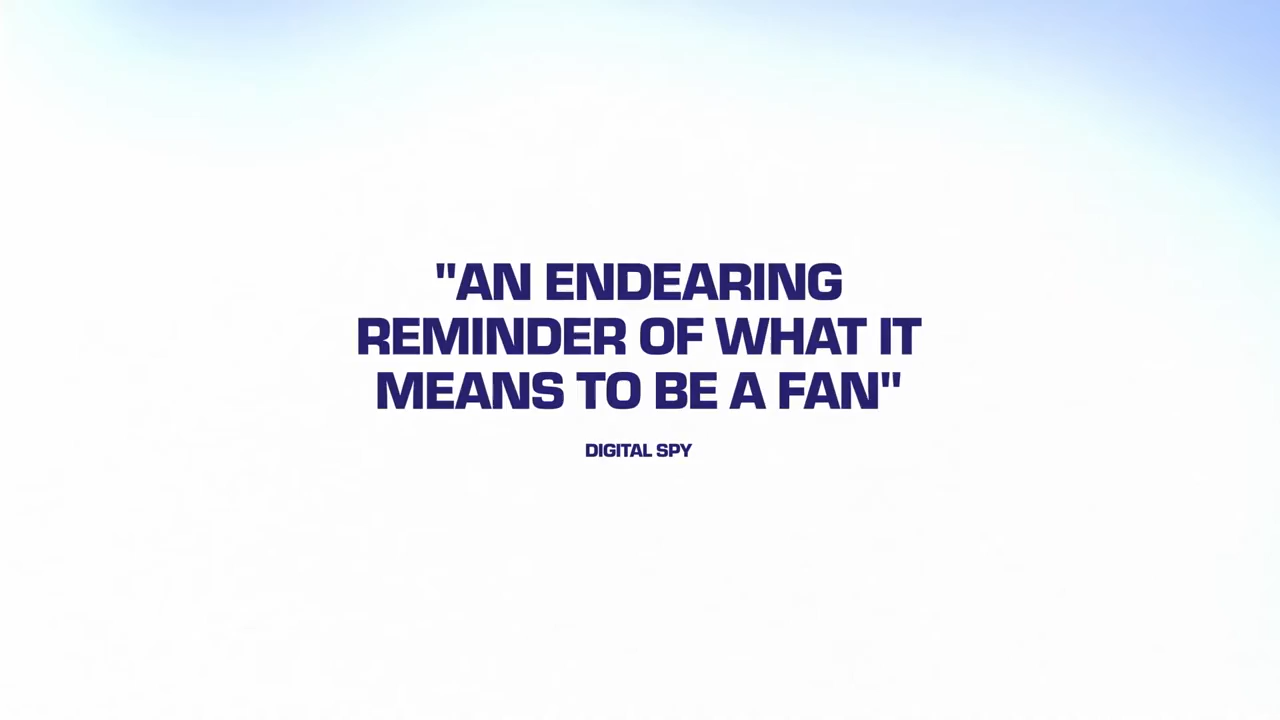 "AN ENDEARING
REMINDER OF WHAT IT
MEANS TO BE A FAN"
DIGITAL SPY